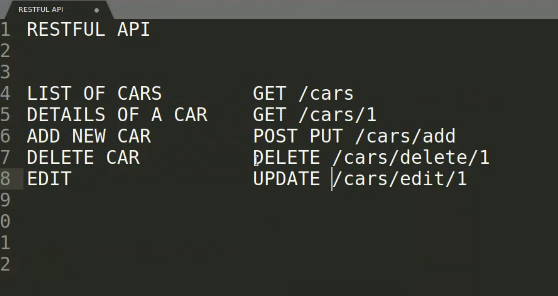 RESTFUL API
1 RESTFUL API
2
3
4 LIST OF CARS GET /cars
5 DETAILS OF A CAR GET /cars/1
6 ADD NEW CAR POST PUT /cars/add
7 DELETE CAR DELETE /cars/delete/1
8 EDIT UPDATE /cars/edit/1
9
0
1
2